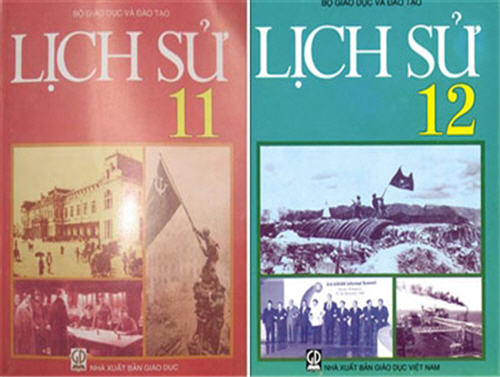 BỘ GIÁO DỤC VÀ ĐÀO TẠO
LỊCH SỬ
11
NHÀ XUẤT BẢN GIÁO DỤC
BỘ GIÁO DỤC VÀ ĐÀO TẠO
LỊCH SỬ
12
NHÀ XUẤT BẢN GIÁO DỤC VIỆT NAM